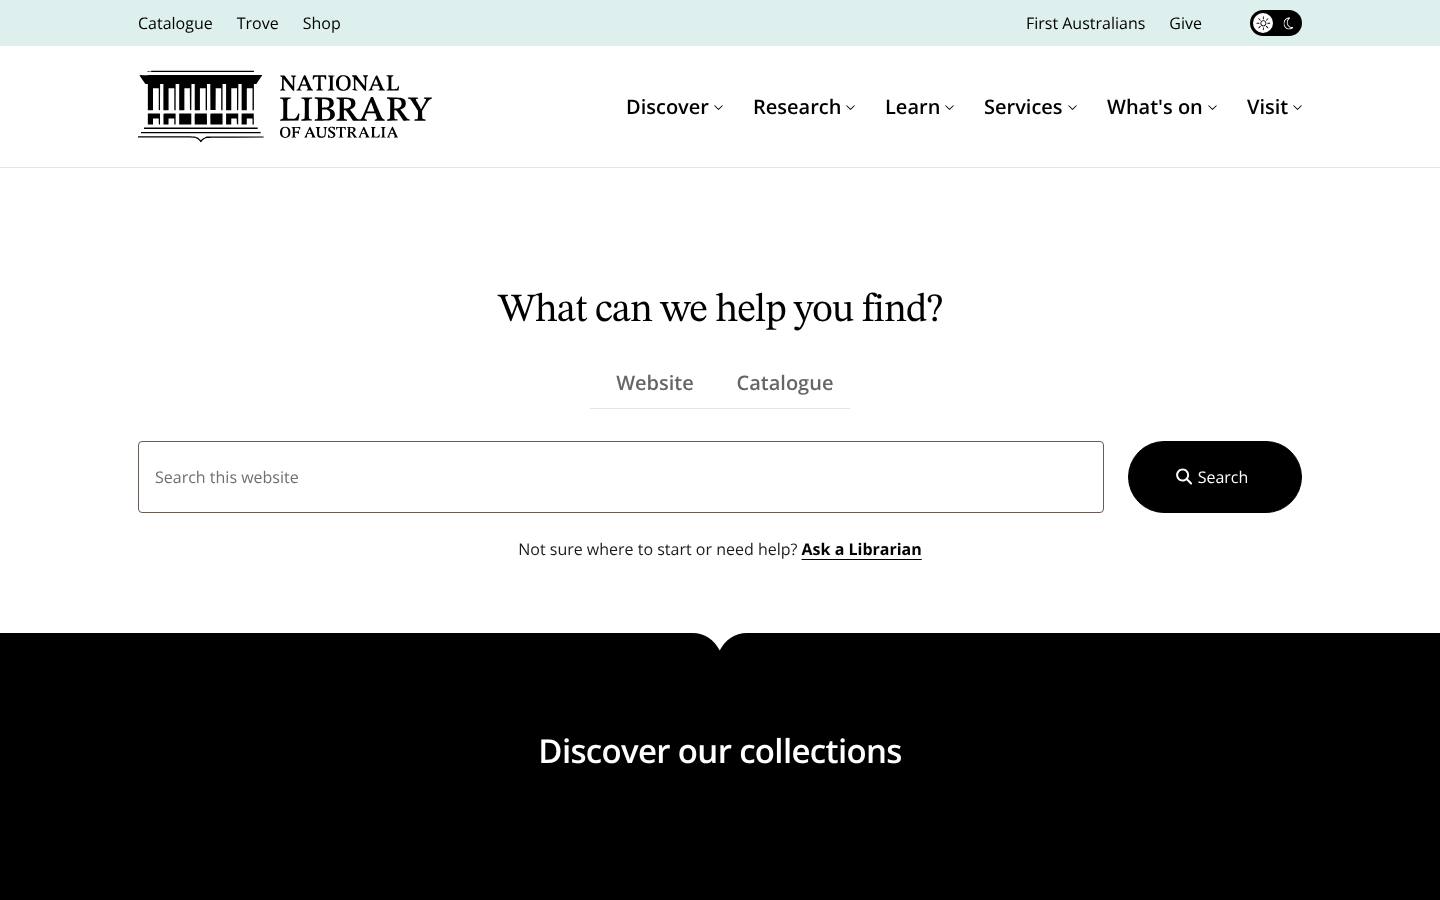 Catalogue Trove Shop First Australians Give
NATIONAL
LIBRARY
OF AUSTRALIA
Discover Research Learn Services What's on Visit
What can we help you find?
Website Catalogue
Search this website
Search
Not sure where to start or need help? Ask a Librarian
Discover our collections